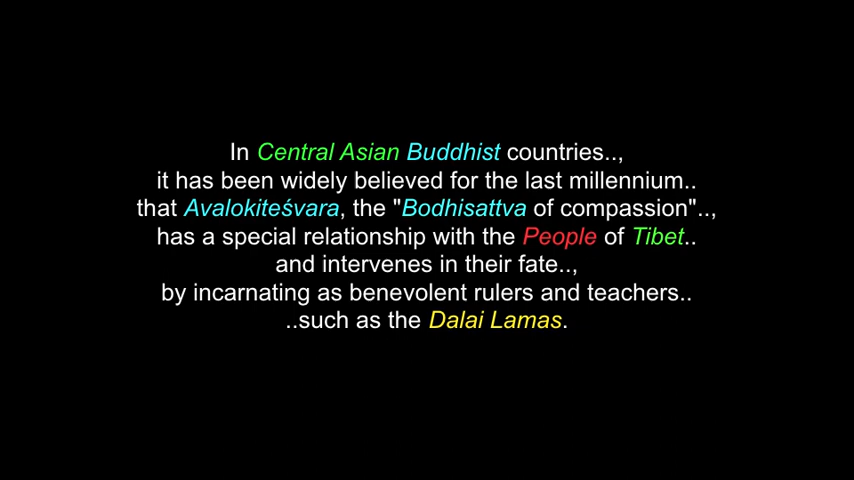 In Central Asian Buddhist countries..,
it has been widely believed for the last millennium..
that Avalokiteśvara, the "Bodhisattva of compassion"..,
has a special relationship with the People of Tibet..
and intervenes in their fate..,
by incarnating as benevolent rulers and teachers..
..such as the Dalai Lamas.